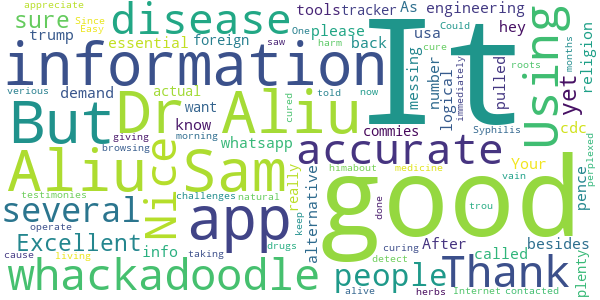 sure disease tools tracker As engineering Since Easy
trump essential foreign One please back usa hey saw cure
information It Using
demand actual want messing number logical pulled immediately months roots religion
But Dr Aliu know whatsapp commies yet cdc Could harm told now
verious giving browsing morning cured Syphilis
Aliu Sam Nice accurate Your perplexed
testimonies challenges natural really keep alternative himabout medicine vain pence
several app good After called besides
operate taking drugs done curing trou
Excellent info people Thank detect plenty
cause living alive herbs Internet contacted
whackadoodle
appreciate